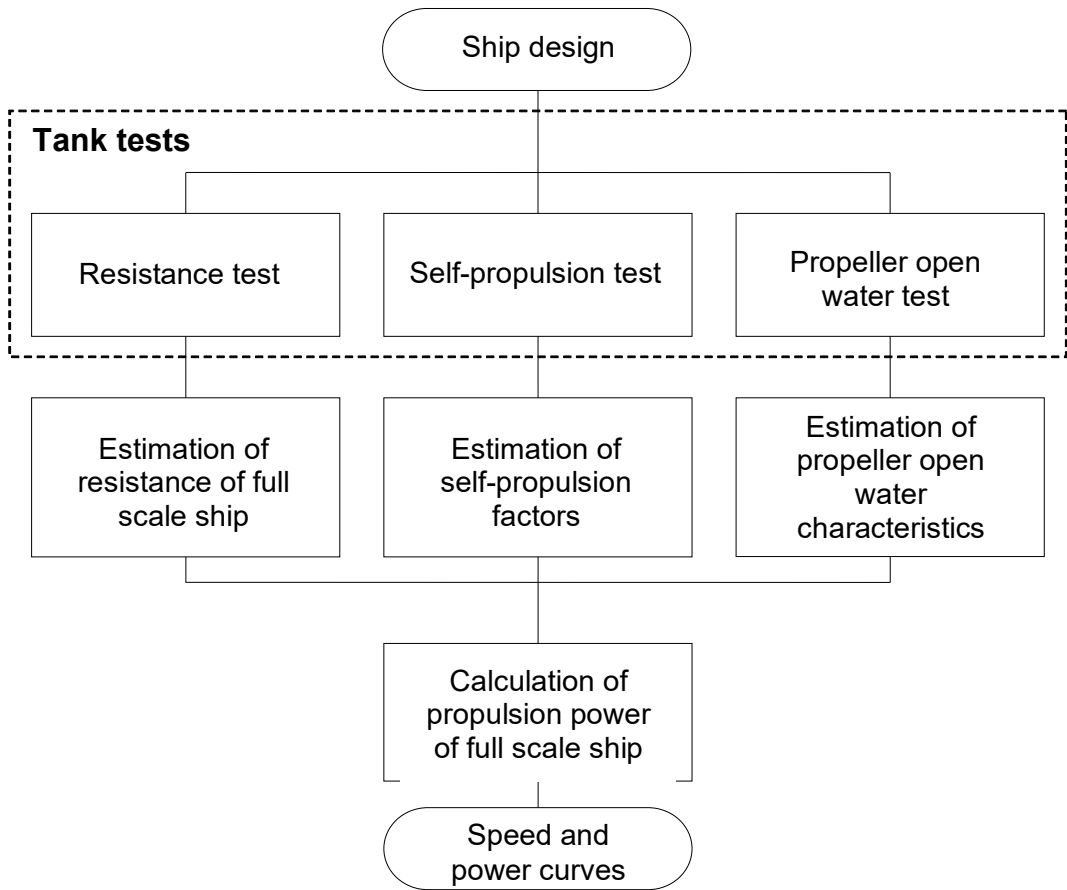 Ship design
Tank tests
Resistance test
Self-propulsion test
Propeller open
water test
Estimation of
resistance of full
scale ship
Estimation of
self-propulsion
factors
Estimation of
propeller open
water
characteristics
Calculation of
propulsion power
of full scale ship
Speed and
power curves